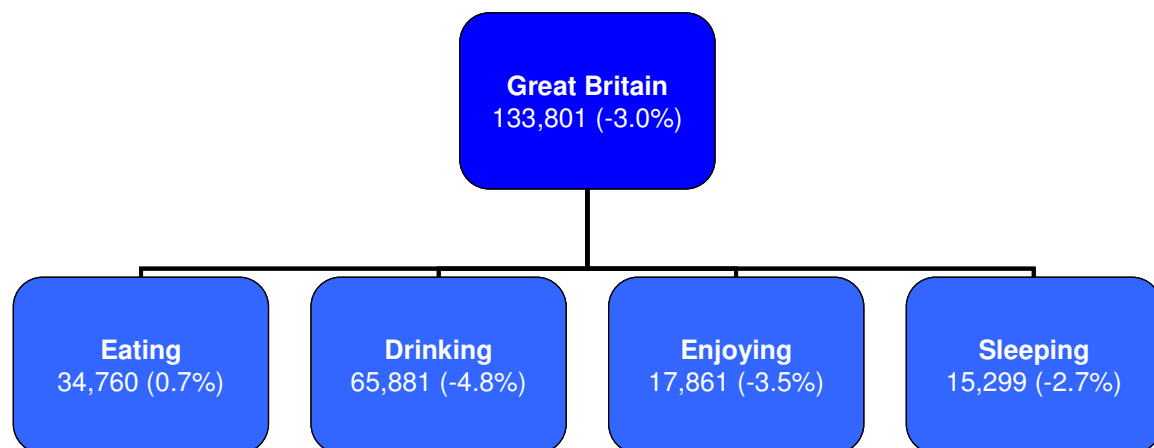 Great Britain
133,801 (-3.0%)
Eating
34,760 (0.7%)
Drinking
65,881 (-4.8%)
Enjoying
17,861 (-3.5%)
Sleeping
15,299 (-2.7%)